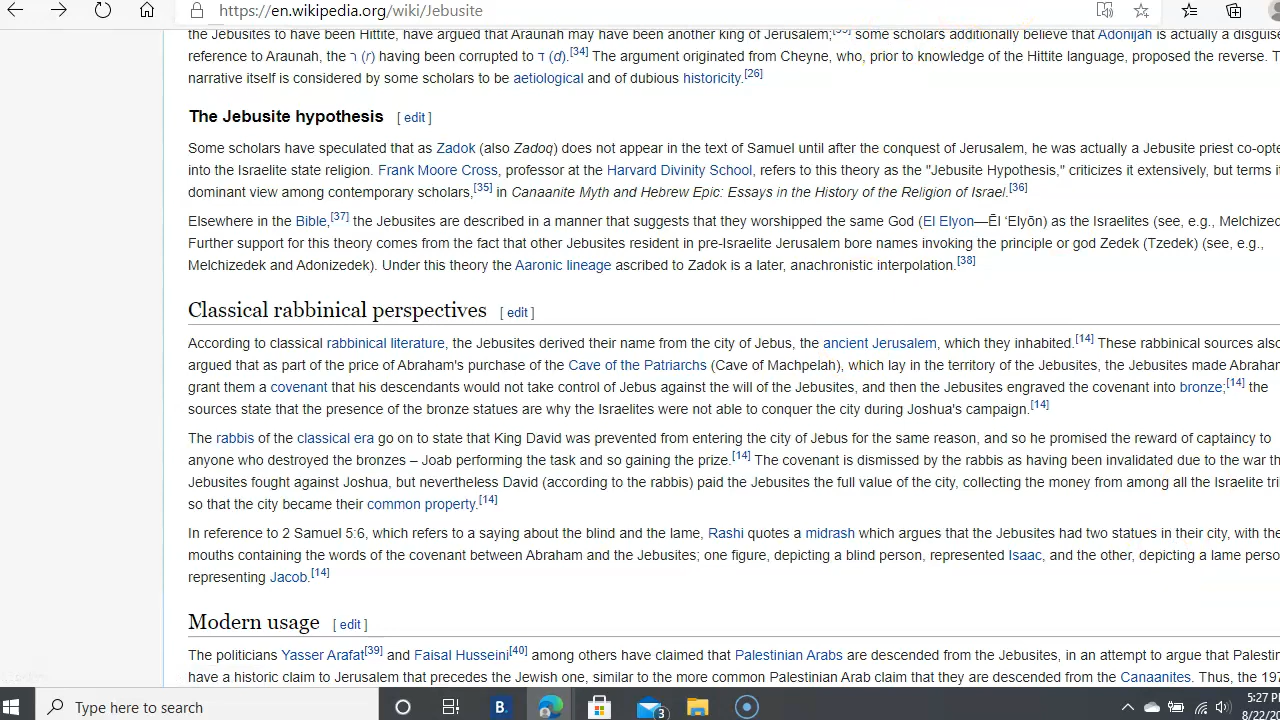 https://en.wikipedia.org/wiki/Jebusite
the Jebusites to have been Hittite, have argued that Araunah may have been another king of Jerusalem; some scholars additionally believe that Adonijah is actually a disguise
reference to Araunah, the ר (r) having been corrupted to ד (d).[34] The argument originated from Cheyne, who, prior to knowledge of the Hittite language, proposed the reverse. T
narrative itself is considered by some scholars to be aetiological and of dubious historicity.[26]
The Jebusite hypothesis [ edit ]
Some scholars have speculated that as Zadok (also Zadoq) does not appear in the text of Samuel until after the conquest of Jerusalem, he was actually a Jebusite priest co-opte
into the Israelite state religion. Frank Moore Cross, professor at the Harvard Divinity School, refers to this theory as the "Jebusite Hypothesis," criticizes it extensively, but terms i
dominant view among contemporary scholars,[35] in Canaanite Myth and Hebrew Epic: Essays in the History of the Religion of Israel.[36]
Elsewhere in the Bible,[37] the Jebusites are described in a manner that suggests that they worshipped the same God (El Elyon—Ēl ‘Elyōn) as the Israelites (see, e.g., Melchizede
Further support for this theory comes from the fact that other Jebusites resident in pre-Israelite Jerusalem bore names invoking the principle or god Zedek (Tzedek) (see, e.g.,
Melchizedek and Adonizedek). Under this theory the Aaronic lineage ascribed to Zadok is a later, anachronistic interpolation.[38]
Classical rabbinical perspectives [ edit ]
According to classical rabbinical literature, the Jebusites derived their name from the city of Jebus, the ancient Jerusalem, which they inhabited.[14] These rabbinical sources also
argued that as part of the price of Abraham's purchase of the Cave of the Patriarchs (Cave of Machpelah), which lay in the territory of the Jebusites, the Jebusites made Abraham
grant them a covenant that his descendants would not take control of Jebus against the will of the Jebusites, and then the Jebusites engraved the covenant into bronze;[14] the
sources state that the presence of the bronze statues are why the Israelites were not able to conquer the city during Joshua's campaign.[14]
The rabbis of the classical era go on to state that King David was prevented from entering the city of Jebus for the same reason, and so he promised the reward of captaincy to
anyone who destroyed the bronzes – Joab performing the task and so gaining the prize.[14] The covenant is dismissed by the rabbis as having been invalidated due to the war th
Jebusites fought against Joshua, but nevertheless David (according to the rabbis) paid the Jebusites the full value of the city, collecting the money from among all the Israelite tri
so that the city became their common property.[14]
In reference to 2 Samuel 5:6, which refers to a saying about the blind and the lame, Rashi quotes a midrash which argues that the Jebusites had two statues in their city, with the
mouths containing the words of the covenant between Abraham and the Jebusites; one figure, depicting a blind person, represented Isaac, and the other, depicting a lame perso
representing Jacob.[14]
Modern usage [ edit ]
The politicians Yasser Arafat[39] and Faisal Husseini[40] among others have claimed that Palestinian Arabs are descended from the Jebusites, in an attempt to argue that Palestin
have a historic claim to Jerusalem that precedes the Jewish one, similar to the more common Palestinian Arab claim that they are descended from the Canaanites. Thus, the 197
Type here to search
B.
3
5:27 P
8/22/20